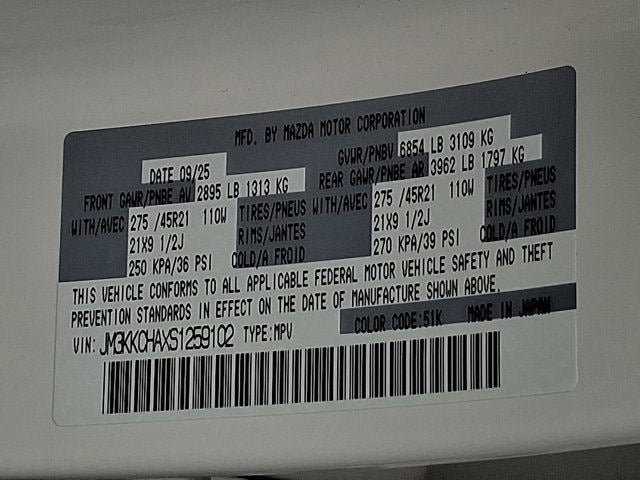 MFD. BY MAZDA MOTOR CORPORATION
DATE 09/25 GVWR/PNBV 6854 LB 3109 KG
FRONT GAWR/PNBE AV 2895 LB 1313 KG REAR GAWR/PNBE AR 3962 LB 1797 KG
WITH/AVEC 275 /45R21 110W TIRES/PNEUS WITH/AVEC 275 /45R21 110W TIRES/PNEUS
21X9 1/2J RIMS/JANTES 21X9 1/2J RIMS/JANTES
250 KPA/36 PSI COLD/A FROID 270 KPA/39 PSI COLD/A FROID
THIS VEHICLE CONFORMS TO ALL APPLICABLE FEDERAL MOTOR VEHICLE SAFETY AND THEFT
PREVENTION STANDARDS IN EFFECT ON THE DATE OF MANUFACTURE SHOWN ABOVE.
VIN: JM3KKCHAXS1259102 TYPE:MPV COLOR CODE:51K MADE IN JAPAN